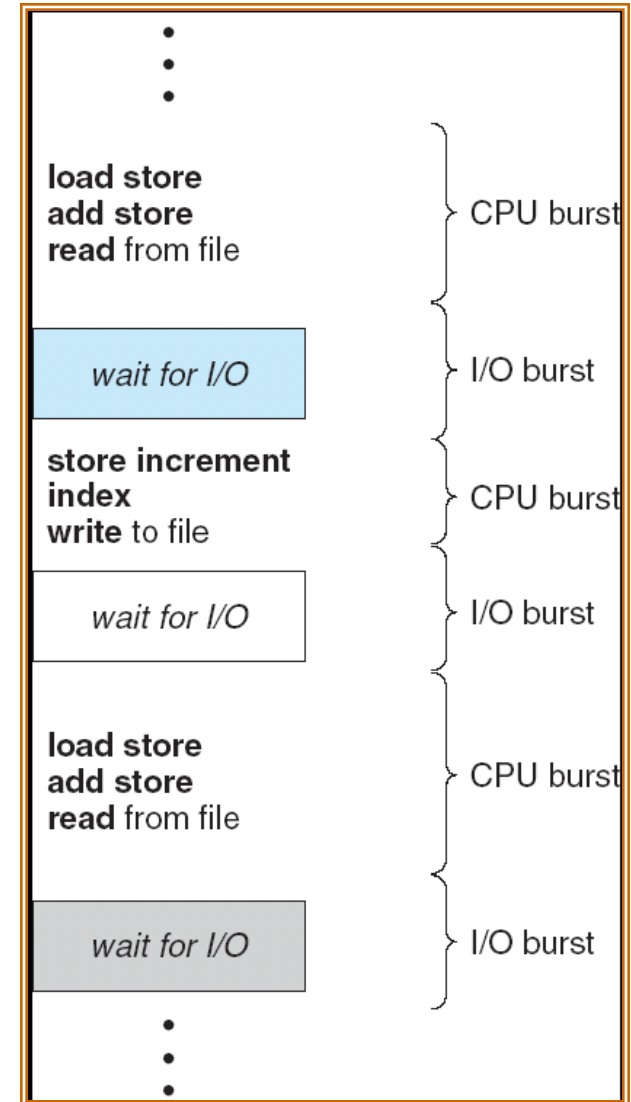 load store
add store
read from file
CPU burst
wait for I/O
I/O burst
store increment
index
write to file
CPU burst
wait for I/O
I/O burst
load store
add store
read from file
CPU burst
wait for I/O
I/O burst